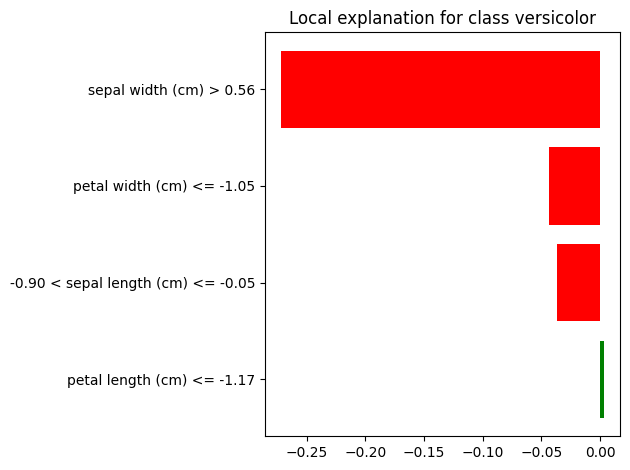 Local explanation for class versicolor
sepal width (cm) > 0.56
petal width (cm) <= -1.05
-0.90 < sepal length (cm) <= -0.05
petal length (cm) <= -1.17
−0.25 −0.20 −0.15 −0.10 −0.05 0.00